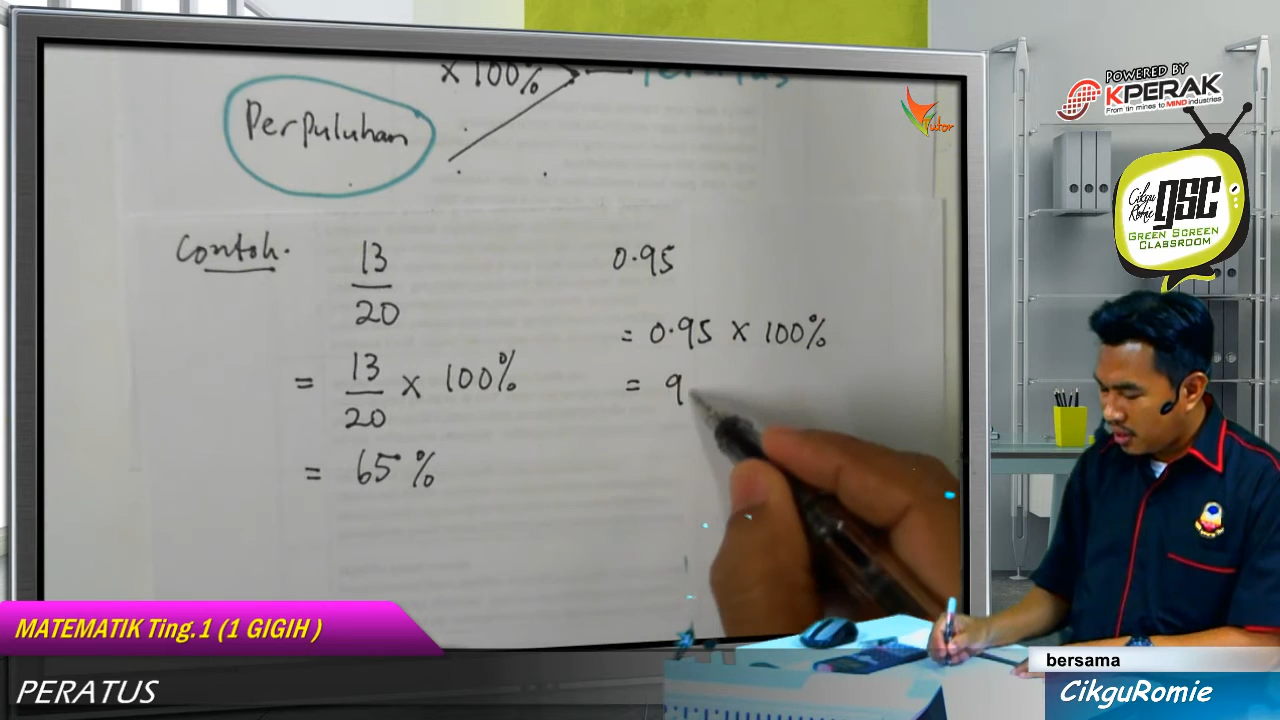 × 100%
Peratus
Perpuluhan
Contoh.
13
20
0.95
= 13/20 × 100%
= 0.95 × 100%
= 65%
= 9
Tutor
POWERED BY
KPERAK
From tin mines to MIND industries
Cikgu
Romie GSC
GREEN SCREEN
CLASSROOM
MATEMATIK Ting.1 (1 GIGIH )
PERATUS
bersama
CikguRomie